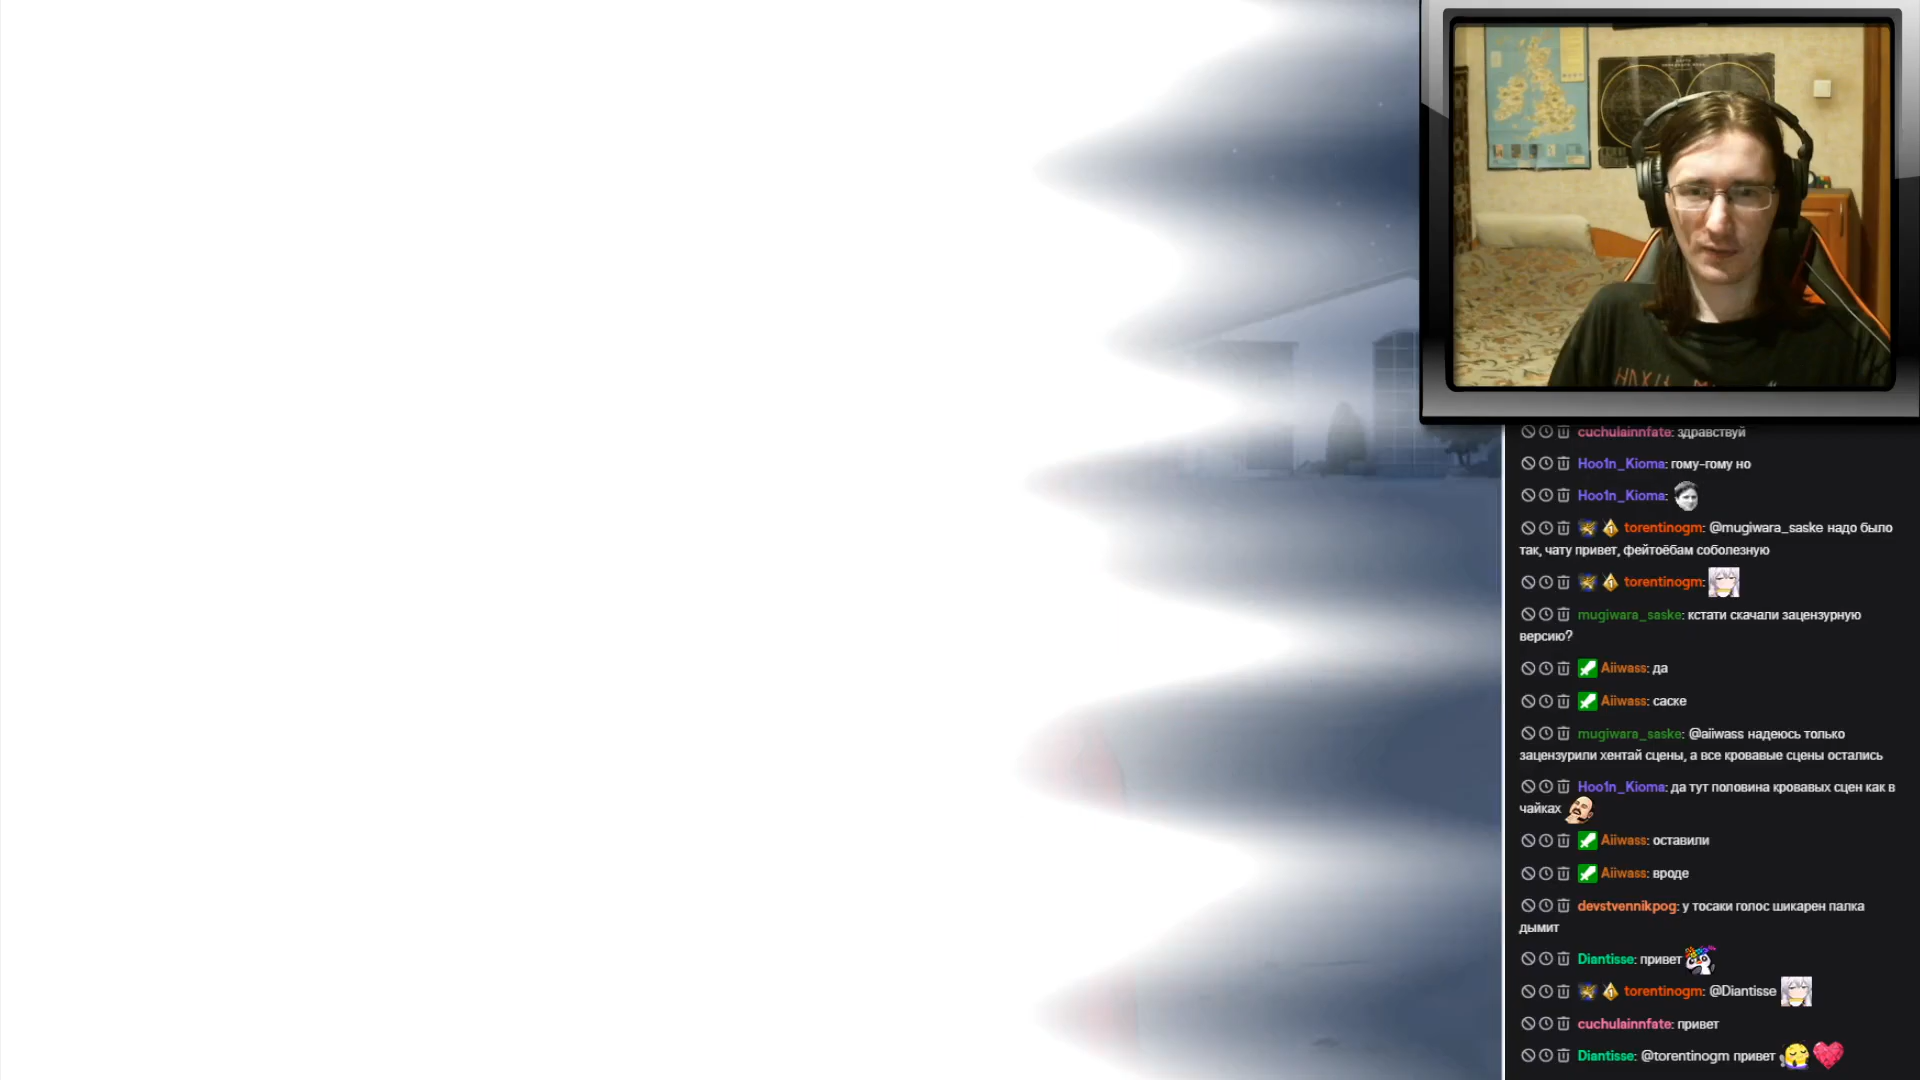 cuchulainnfate: здравствуй
Hoo1n_Kioma: гому-гому но
Hoo1n_Kioma:
torentinogm: @mugiwara_saske надо было
так, чату привет, фейтоёбам соболезную
torentinogm:
mugiwara_saske: кстати скачали зацензурную
версию?
Aiiwass: да
Aiiwass: саске
mugiwara_saske: @aiiwass надеюсь только
зацензурили хентай сцены, а все кровавые сцены остались
Hoo1n_Kioma: да тут половина кровавых сцен как в
чайках
Aiiwass: оставили
Aiiwass: вроде
devstvennikpog: у тосаки голос шикарен палка
дымит
Diantisse: привет
torentinogm: @Diantisse
cuchulainnfate: привет
Diantisse: @torentinogm привет